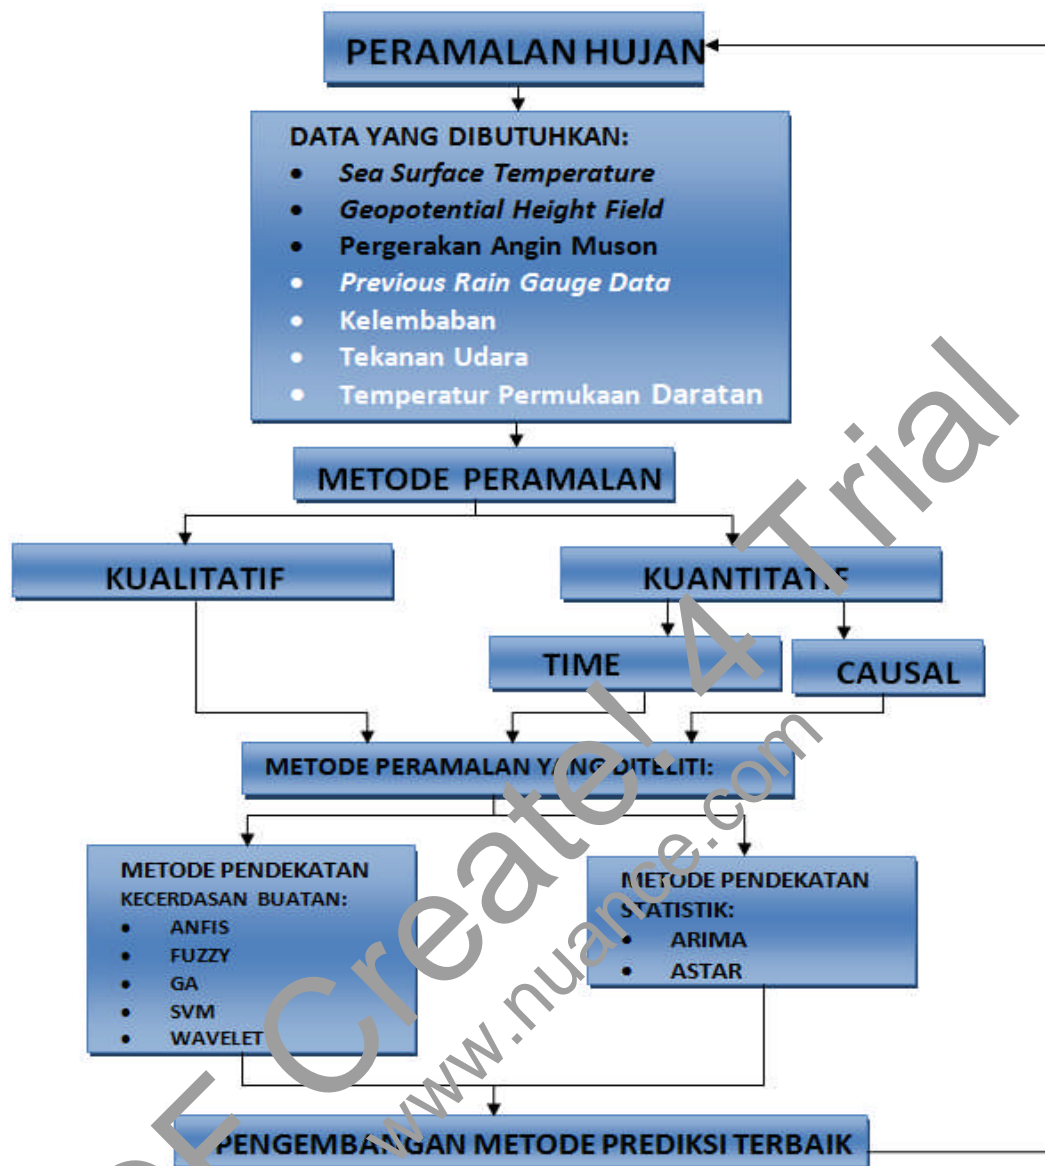 PERAMALAN HUJAN
DATA YANG DIBUTUHKAN:
• Sea Surface Temperature
• Geopotential Height Field
• Pergerakan Angin Muson
• Previous Rain Gauge Data
• Kelembaban
• Tekanan Udara
• Temperatur Permukaan Daratan
METODE PERAMALAN
KUALITATIF
KUANTITATIF
TIME
CAUSAL
METODE PERAMALAN YANG DITELITI:
METODE PENDEKATAN
KECERDASAN BUATAN:
• ANFIS
• FUZZY
• GA
• SVM
• WAVELET
METODE PENDEKATAN
STATISTIK:
• ARIMA
• ASTAR
PENGEMBANGAN METODE PREDIKSI TERBAIK
Create! 4 Trial
www.nuance.com